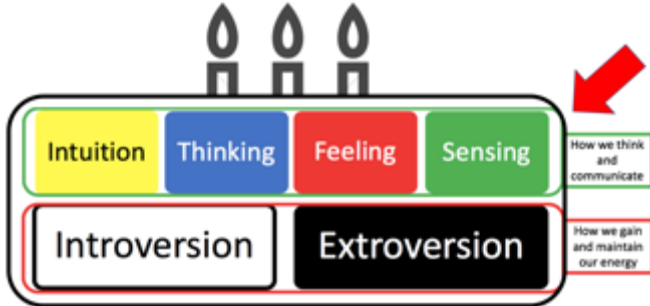 Intuition Thinking Feeling Sensing
How we think
and
communicate
Introversion Extroversion
How we gain
and maintain
our energy